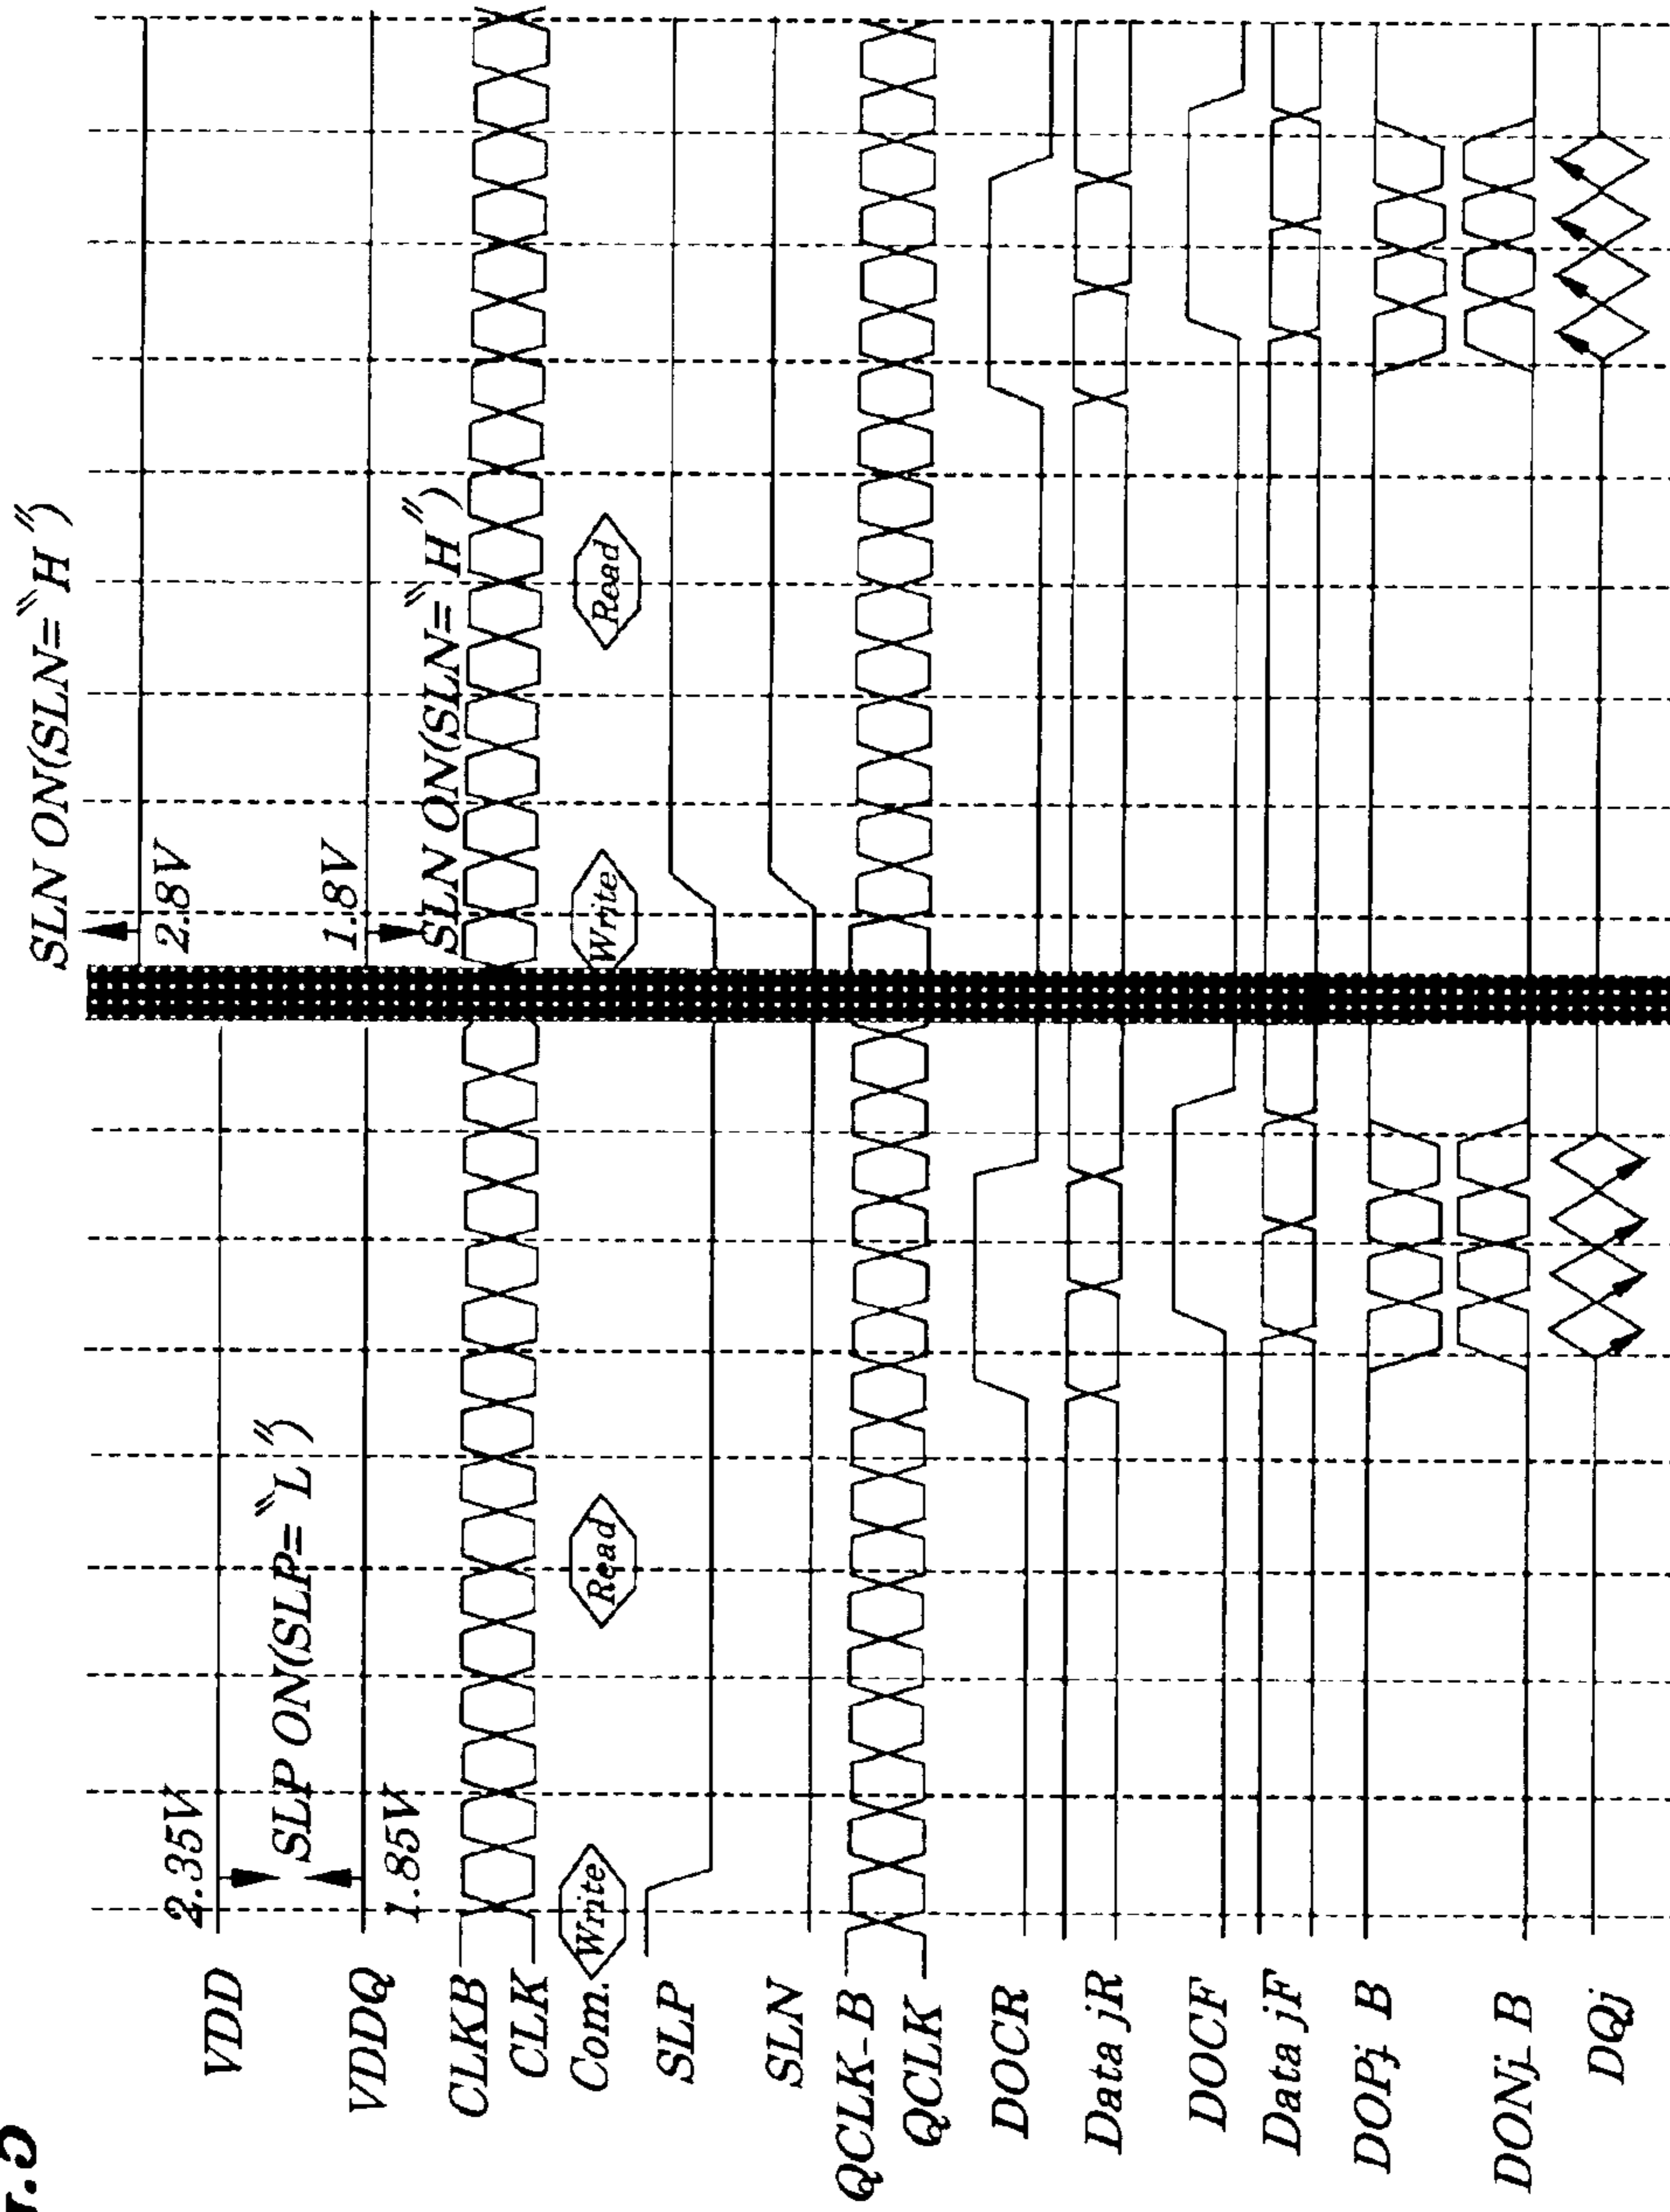 VDD
2.35V
SLP ON(SLP=〝L〞)
2.8V
SLN ON(SLN=〝H〞)
VDDQ
1.85V
1.8V
SLN ON(SLN=〝H〞)
CLKB
CLK
Com. Write Read Write Read
SLP
SLN
QCLK-B
QCLK
DOCR
Data jR
DOCF
Data jF
DOPj B
DONj B
DQj